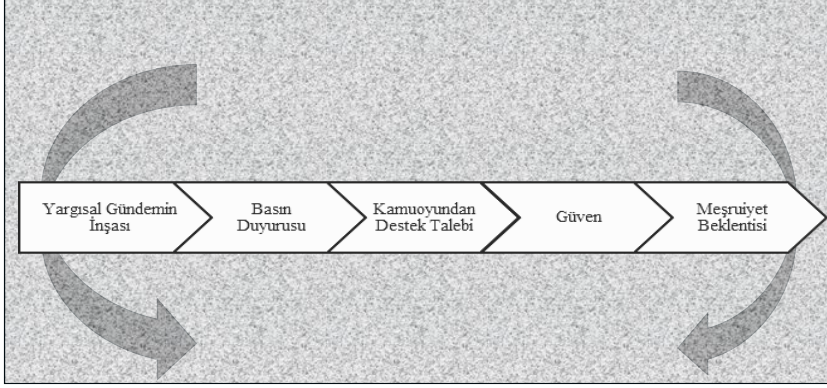 Yargısal Gündemin
İnşası
Basın
Duyurusu
Kamuoyundan
Destek Talebi
Güven
Meşruiyet
Beklentisi